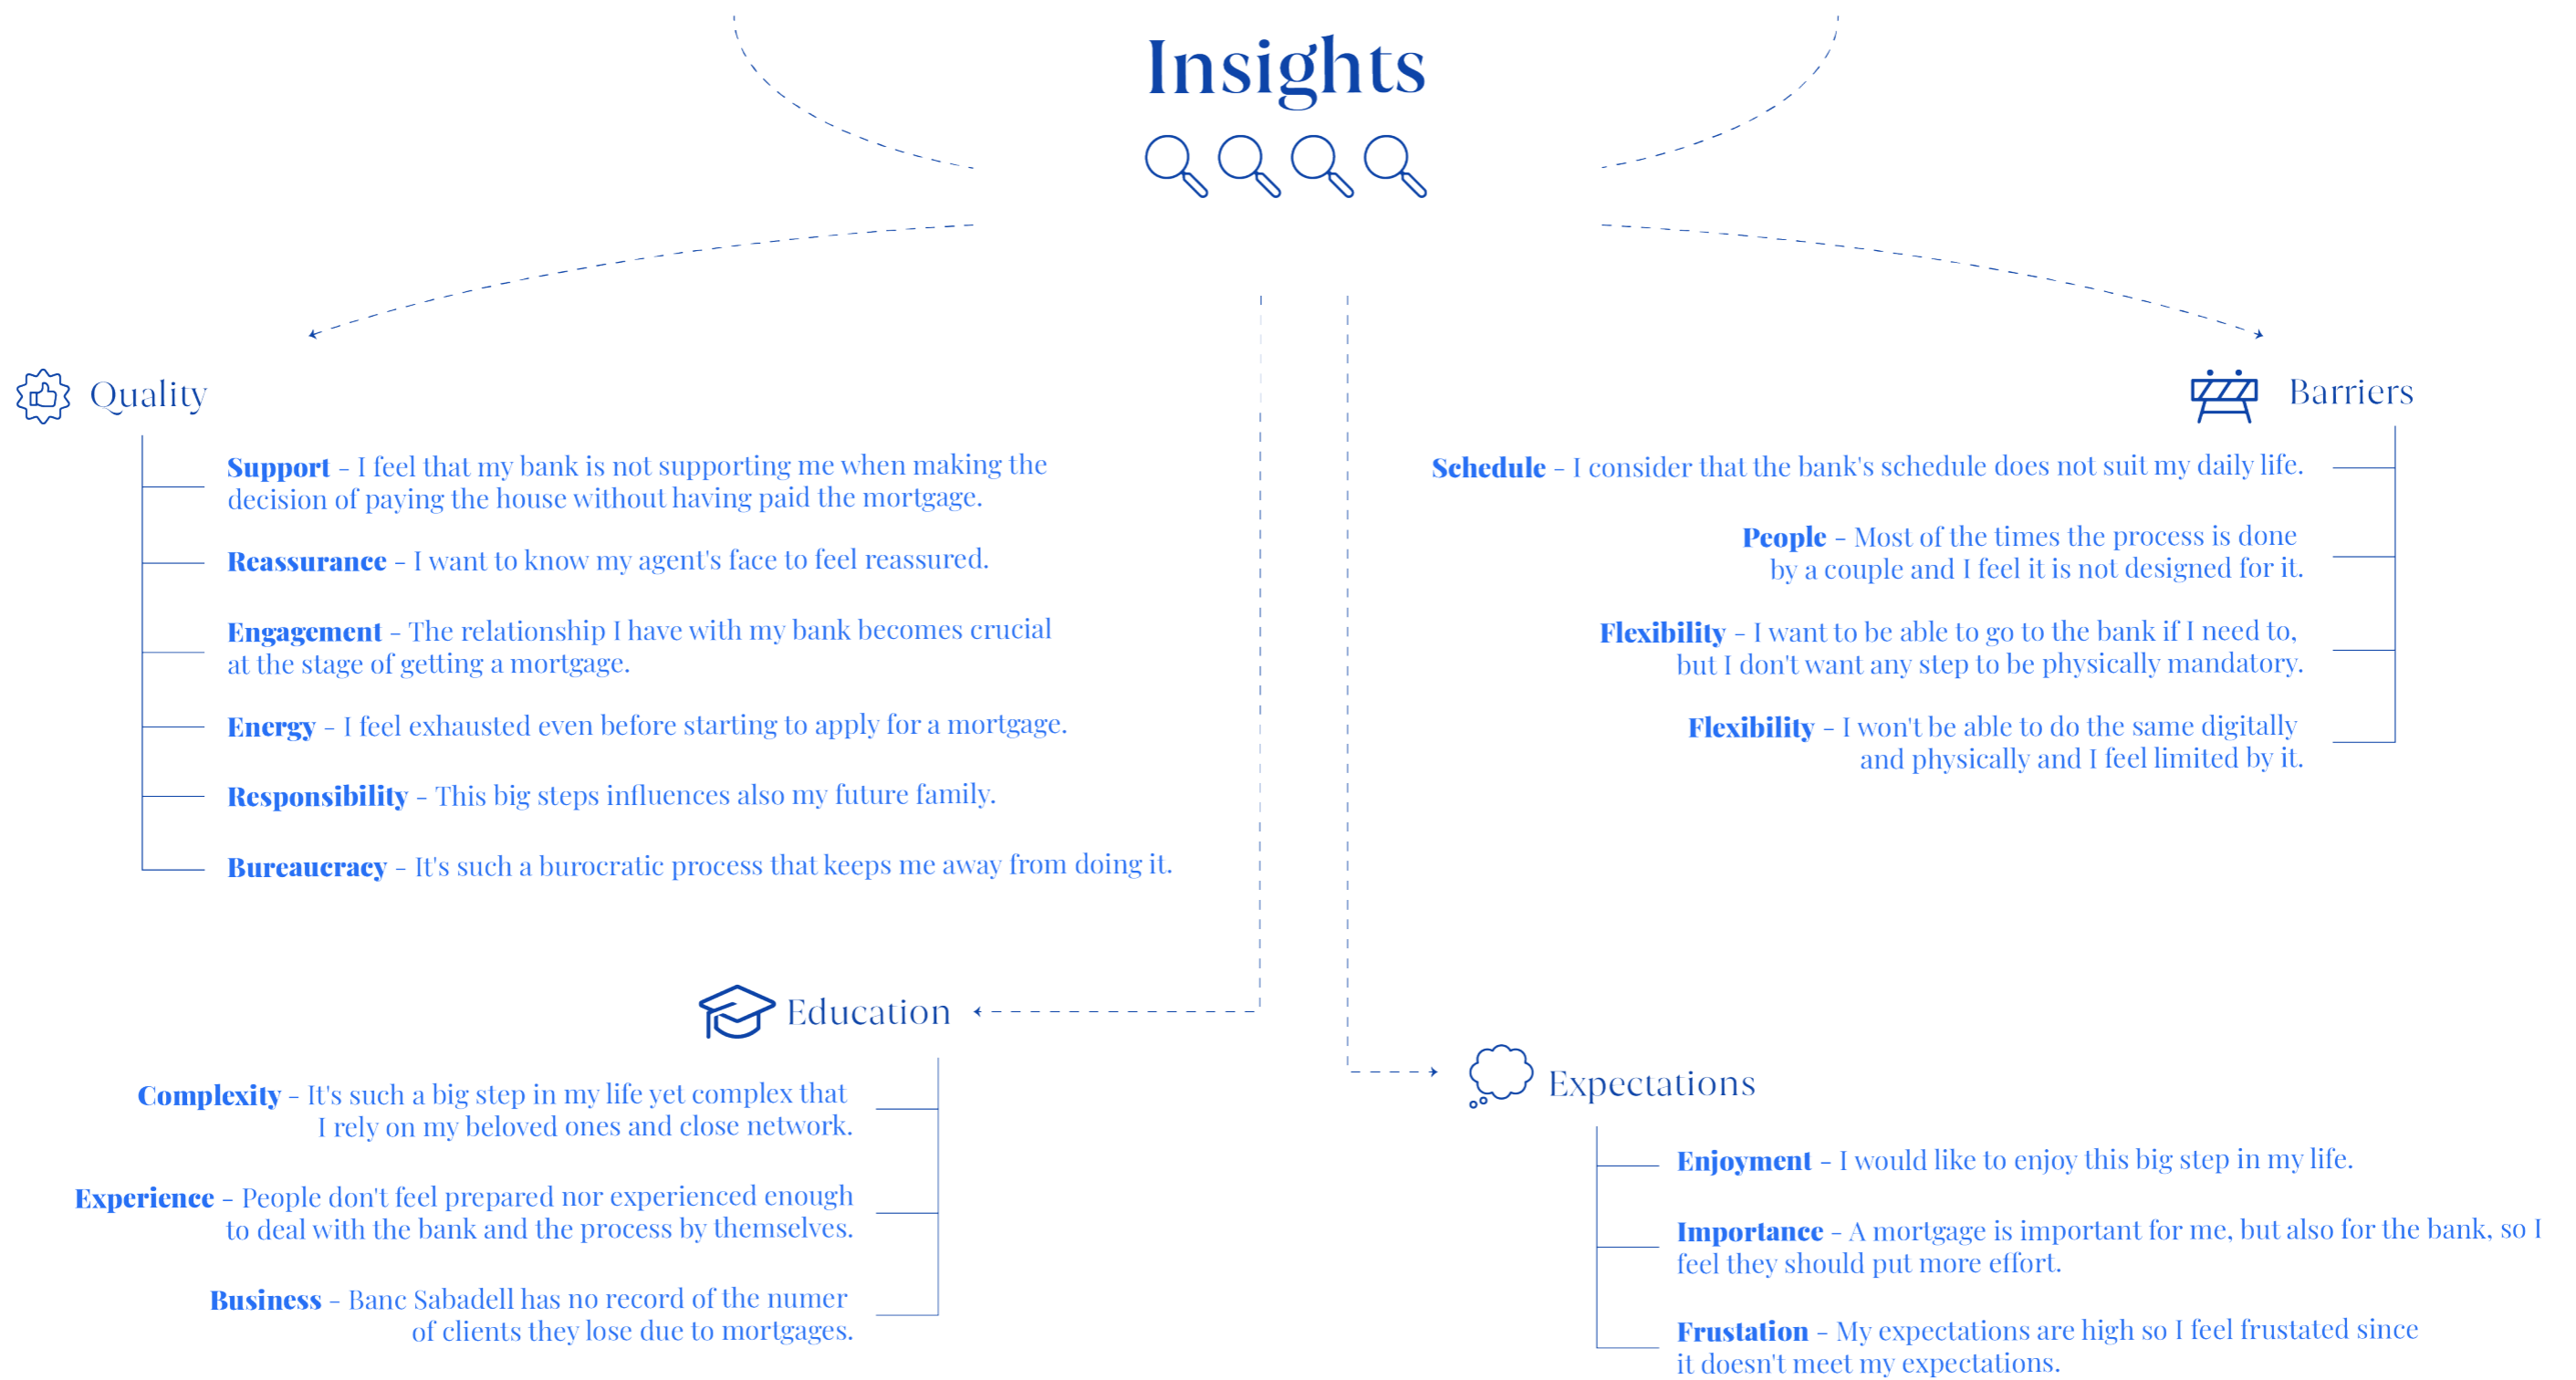 Insights
Quality
Support - I feel that my bank is not supporting me when making the
decision of paying the house without having paid the mortgage.
Reassurance - I want to know my agent's face to feel reassured.
Engagement - The relationship I have with my bank becomes crucial
at the stage of getting a mortgage.
Energy - I feel exhausted even before starting to apply for a mortgage.
Responsibility - This big steps influences also my future family.
Bureaucracy - It's such a burocratic process that keeps me away from doing it.
Barriers
Schedule - I consider that the bank's schedule does not suit my daily life.
People - Most of the times the process is done
by a couple and I feel it is not designed for it.
Flexibility - I want to be able to go to the bank if I need to,
but I don't want any step to be physically mandatory.
Flexibility - I won't be able to do the same digitally
and physically and I feel limited by it.
Education
Complexity - It's such a big step in my life yet complex that
I rely on my beloved ones and close network.
Experience - People don't feel prepared nor experienced enough
to deal with the bank and the process by themselves.
Business - Banc Sabadell has no record of the numer
of clients they lose due to mortgages.
Expectations
Enjoyment - I would like to enjoy this big step in my life.
Importance - A mortgage is important for me, but also for the bank, so I
feel they should put more effort.
Frustation - My expectations are high so I feel frustated since
it doesn't meet my expectations.